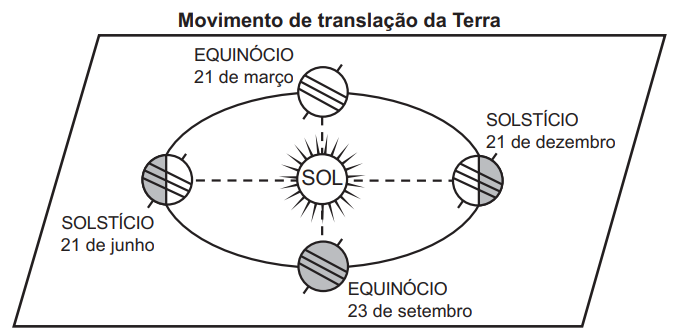 Movimento de translação da Terra
EQUINÓCIO
21 de março
SOLSTÍCIO
21 de dezembro
SOL
SOLSTÍCIO
21 de junho
EQUINÓCIO
23 de setembro